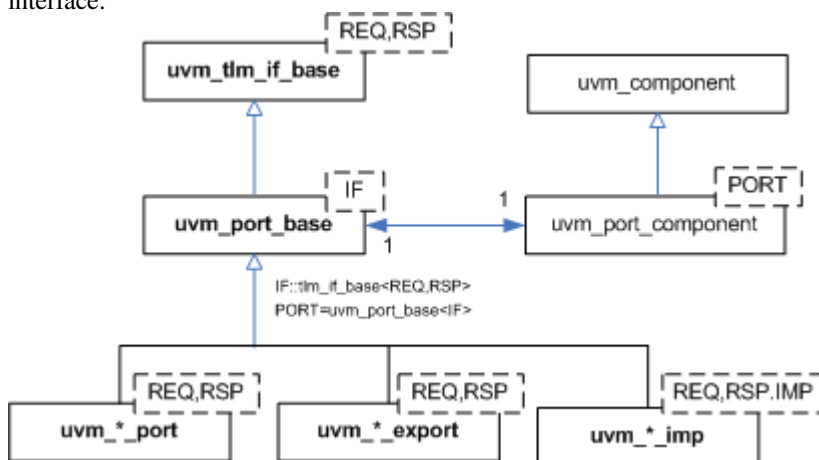 interface.
REQ,RSP
uvm_tlm_if_base
uvm_component
IF
PORT
uvm_port_base
1
1
uvm_port_component
IF::tlm_if_base<REQ,RSP>
PORT=uvm_port_base<IF>
REQ,RSP
REQ,RSP
REQ,RSP.IMP
uvm_*_port
uvm_*_export
uvm_*_imp